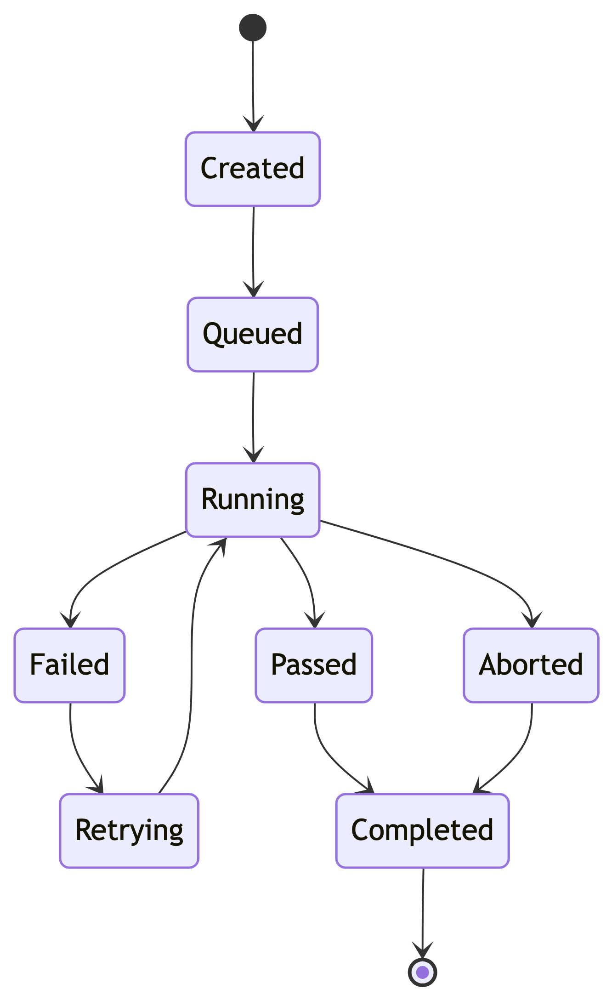 Created
Queued
Running
Failed
Passed
Aborted
Retrying
Completed